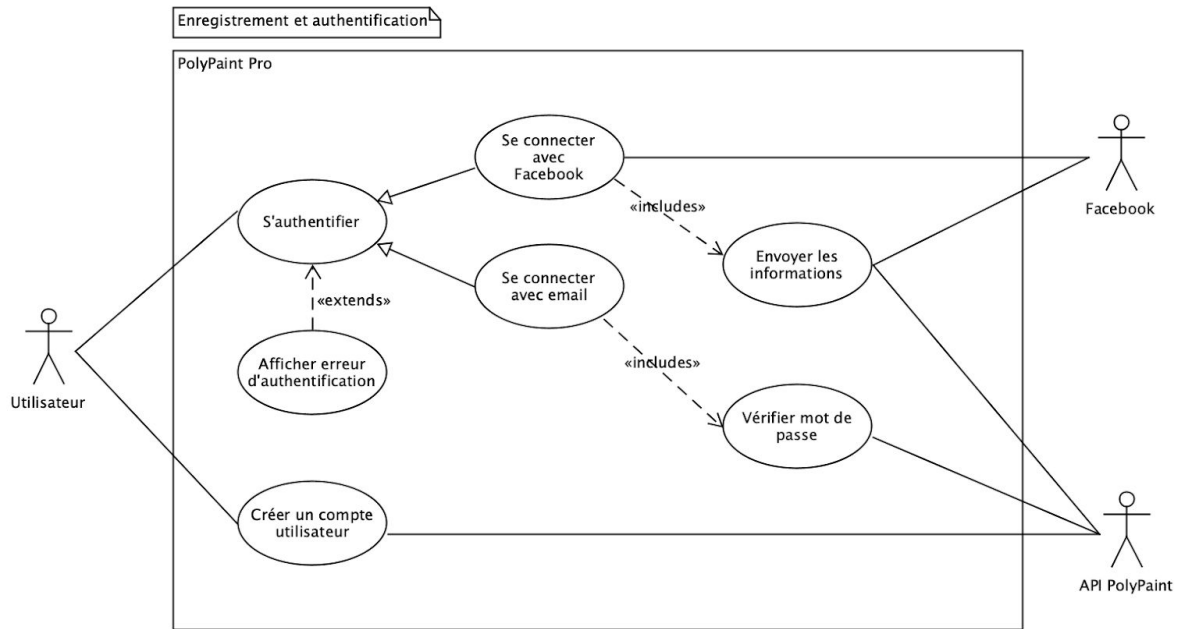 Enregistrement et authentification
PolyPaint Pro
Se connecter
avec
Facebook
S'authentifier
«includes»
Facebook
Envoyer les
informations
Se connecter
avec email
«extends»
Afficher erreur
d'authentification
«includes»
Utilisateur
Vérifier mot de
passe
Créer un compte
utilisateur
API PolyPaint